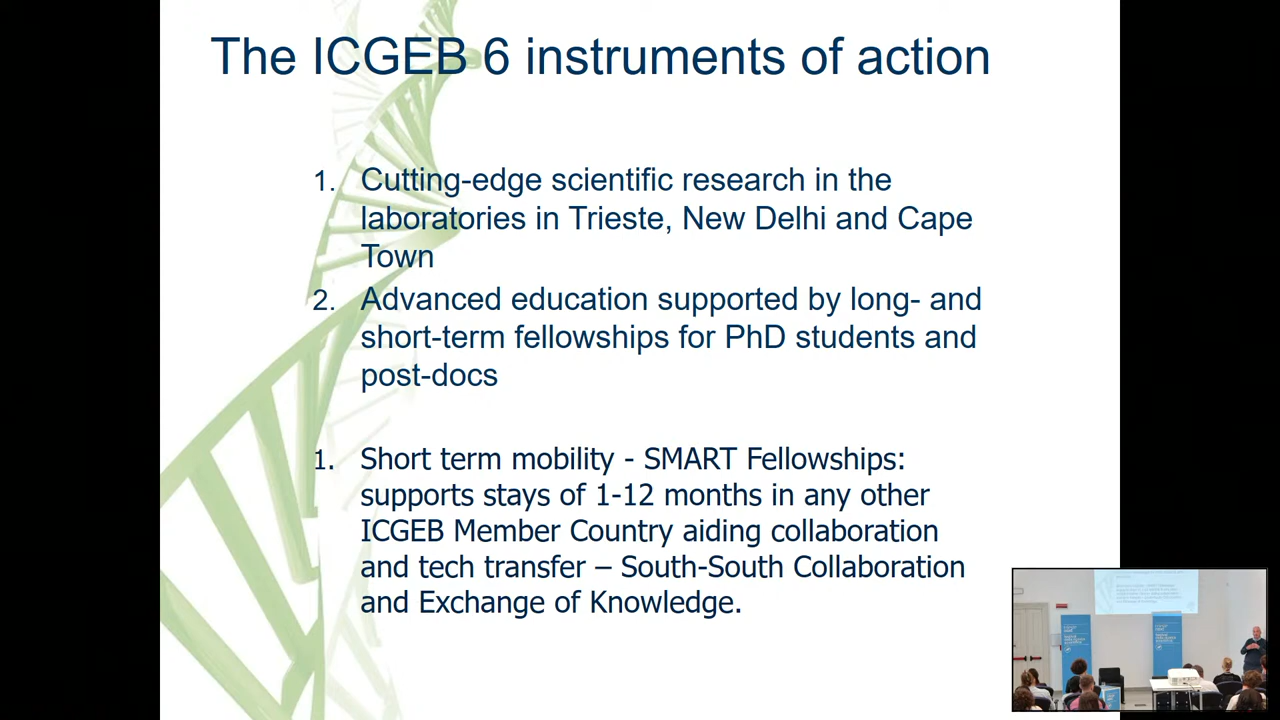 The ICGEB 6 instruments of action
1. Cutting-edge scientific research in the
laboratories in Trieste, New Delhi and Cape
Town
2. Advanced education supported by long- and
short-term fellowships for PhD students and
post-docs
1. Short term mobility - SMART Fellowships:
supports stays of 1-12 months in any other
ICGEB Member Country aiding collaboration
and tech transfer – South-South Collaboration
and Exchange of Knowledge.